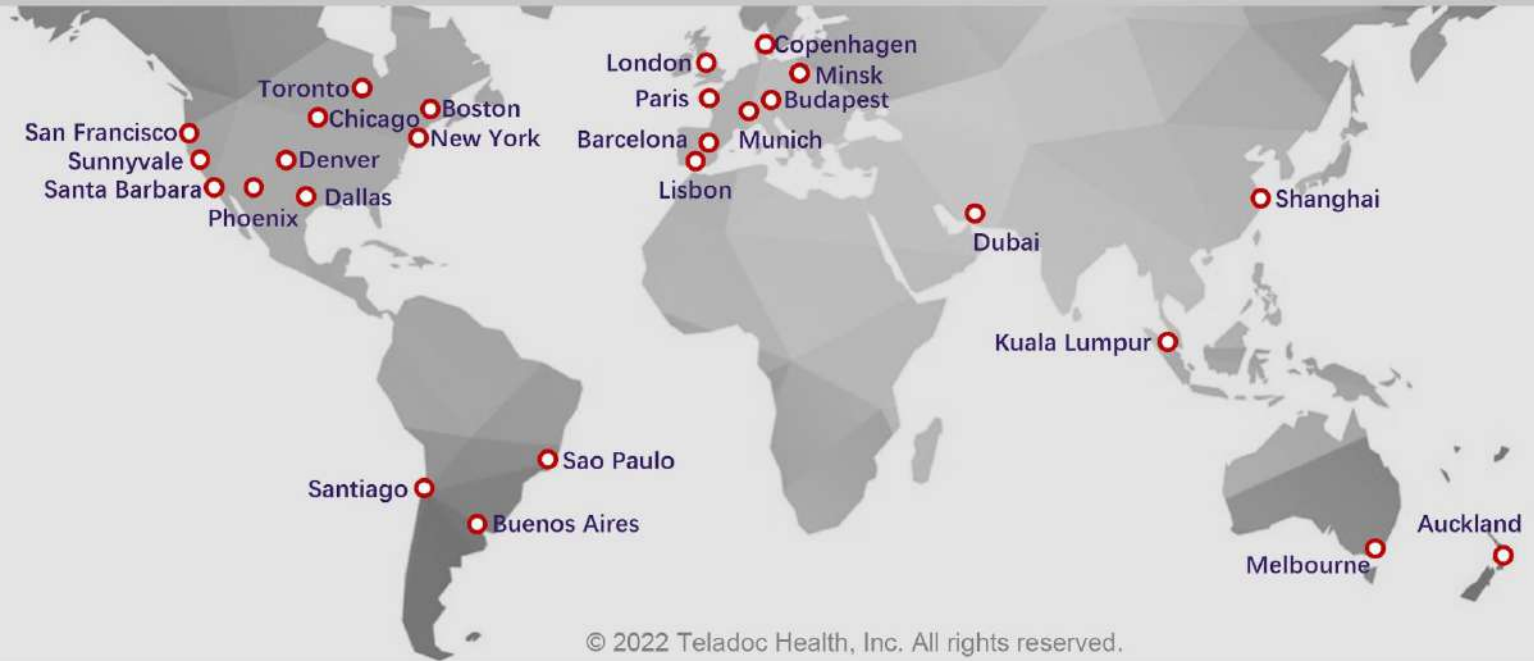 Copenhagen
London
Minsk
Toronto
Paris
Budapest
Boston
Chicago
San Francisco
New York
Barcelona
Munich
Sunnyvale
Denver
Santa Barbara
Lisbon
Dallas
Shanghai
Phoenix
Dubai
Kuala Lumpur
Sao Paulo
Santiago
Buenos Aires
Auckland
Melbourne
© 2022 Teladoc Health, Inc. All rights reserved.